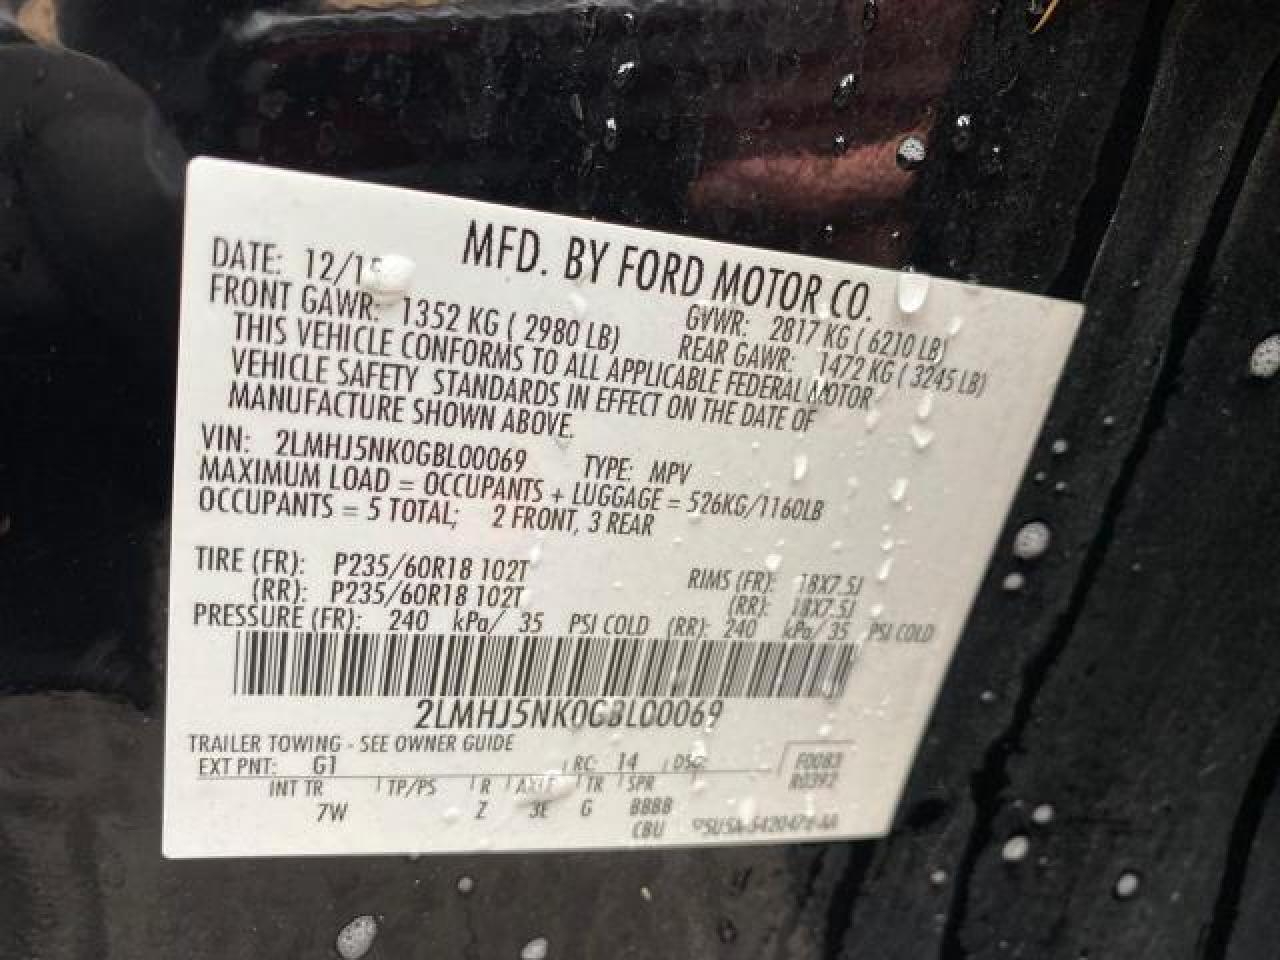 MFD. BY FORD MOTOR CO.
DATE: 12/15
GVWR: 2817 KG ( 6210 LB)
FRONT GAWR: 1352 KG ( 2980 LB)
REAR GAWR: 1472 KG ( 3245 LB)
THIS VEHICLE CONFORMS TO ALL APPLICABLE FEDERAL MOTOR
VEHICLE SAFETY STANDARDS IN EFFECT ON THE DATE OF
MANUFACTURE SHOWN ABOVE.
VIN: 2LMHJ5NK0GBL00069 TYPE: MPV
MAXIMUM LOAD = OCCUPANTS + LUGGAGE = 526KG/1160LB
OCCUPANTS = 5 TOTAL; 2 FRONT, 3 REAR
TIRE (FR): P235/60R18 102T RIMS (FR): 18X7.5J
(RR): P235/60R18 102T (RR): 18X7.5J
PRESSURE (FR): 240 kPa/ 35 PSI COLD (RR): 240 kPa/ 35 PSI COLD
2LMHJ5NK0GBL00069
TRAILER TOWING - SEE OWNER GUIDE
EXT PNT: G1 RC: 14 DSO: F0083
R0392
INT TR TP/PS R AXLE TR SPR
7W Z 3E G BBBB
CBU